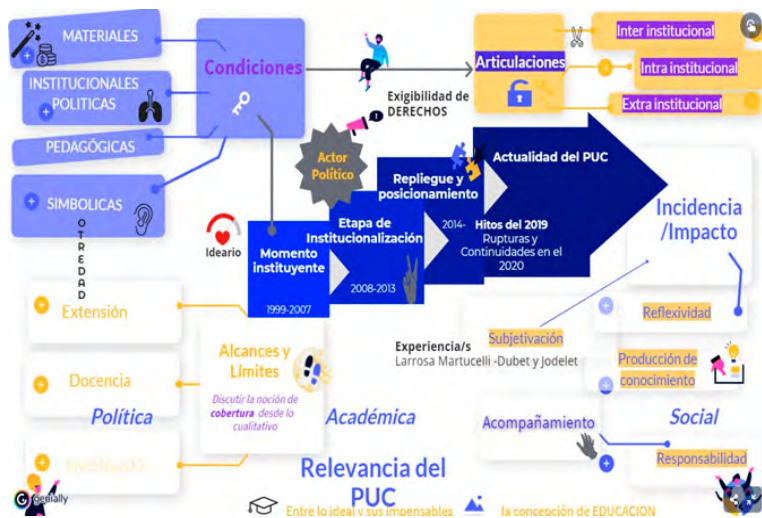 MATERIALES
INSTITUCIONALES
POLITICAS
PEDAGÓGICAS
SIMBOLICAS
OTREDAD
Condiciones
Exigibilidad de
DERECHOS
Articulaciones
Inter institucional
Intra institucional
Extra institucional
Actor
Político
Ideario
Momento
instituyente
1999-2007
Etapa de
Institucionalización
2008-2013
Repliegue y
posicionamiento
2014-
Actualidad del PUC
Hitos del 2019
Rupturas y
Continuidades en el
2020
Incidencia
/Impacto
Reflexividad
Subjetivación
Producción de
conocimiento
Experiencia/s
Larrosa Martucelli -Dubet y Jodelet
Acompañamiento
Responsabilidad
Extensión
Docencia
Alcances y
Límites
Discutir la noción de
cobertura desde lo
cualitativo
Política
Académica
Social
Relevancia del
PUC
Entre lo ideal y sus impensables
la concepción de EDUCACION
genially